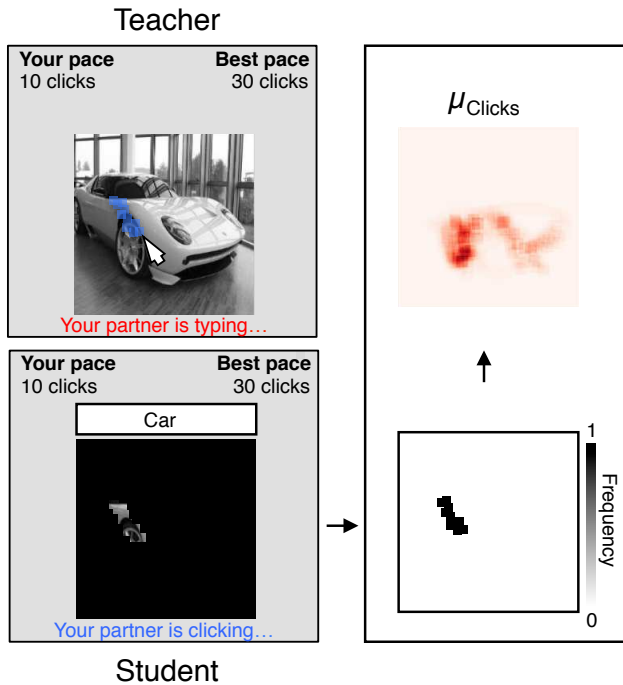 Teacher
Your pace
10 clicks
Best pace
30 clicks
Your partner is typing…
Your pace
10 clicks
Best pace
30 clicks
Car
Your partner is clicking…
Student
μClicks
1
Frequency
0